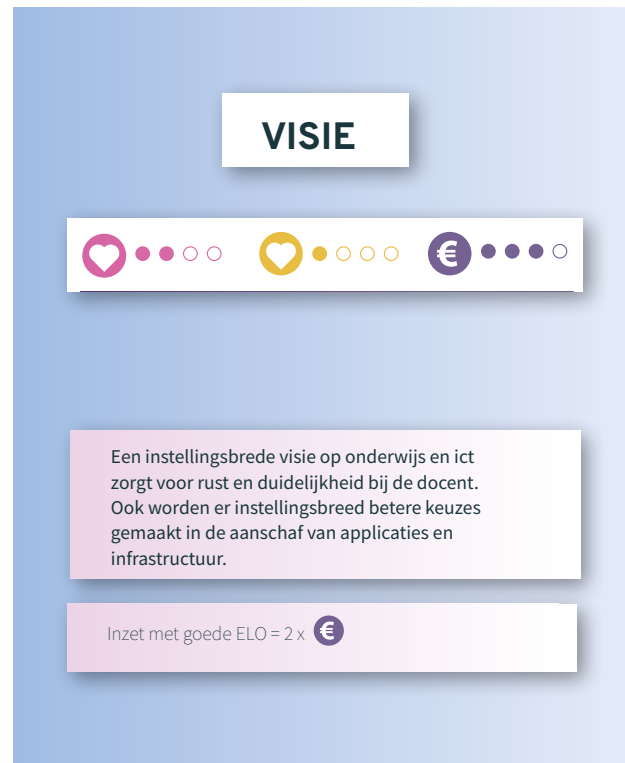 VISIE
€
Een instellingsbrede visie op onderwijs en ict
zorgt voor rust en duidelijkheid bij de docent.
Ook worden er instellingsbreed betere keuzes
gemaakt in de aanschaf van applicaties en
infrastructuur.
Inzet met goede ELO = 2 x €